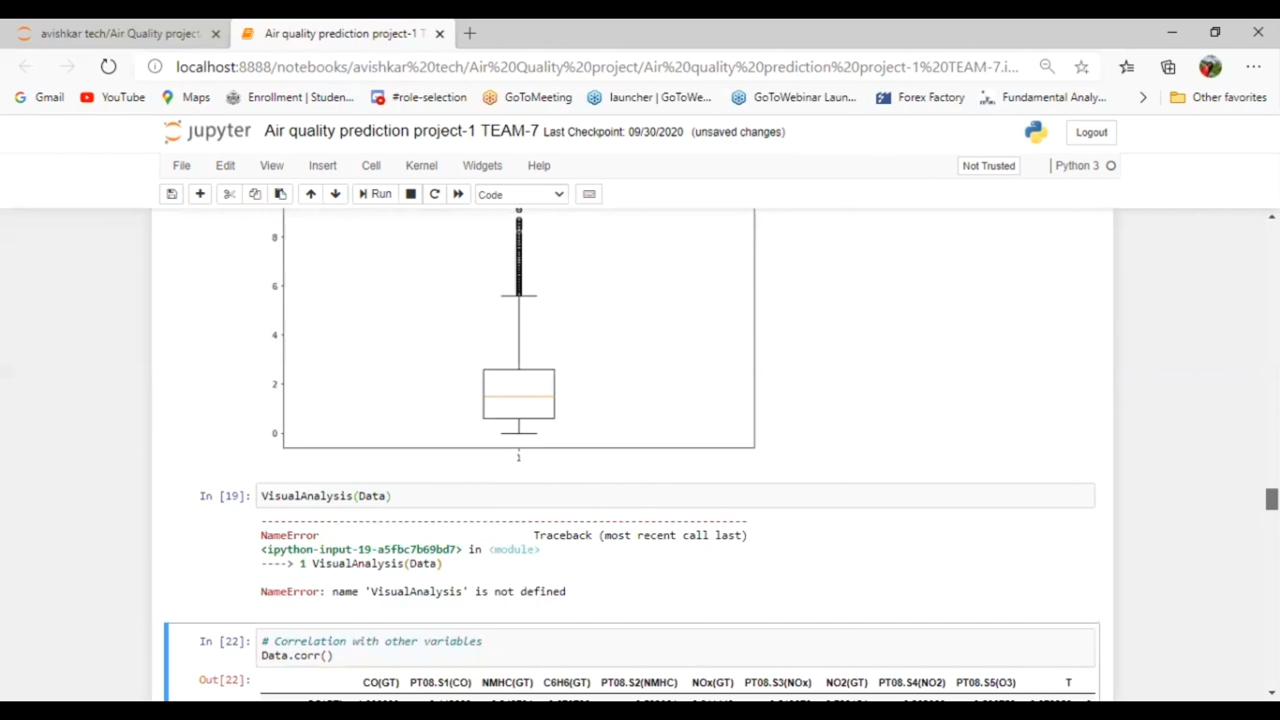 avishkar tech/Air Quality project
Air quality prediction project-1 T
localhost:8888/notebooks/avishkar%20tech/Air%20Quality%20project/Air%20quality%20prediction%20project-1%20TEAM-7.i...
Gmail YouTube Maps Enrollment | Studen... #role-selection GoToMeeting launcher | GoToWe... GoToWebinar Laun... Forex Factory Fundamental Analy... Other favorites
jupyter Air quality prediction project-1 TEAM-7 Last Checkpoint: 09/30/2020 (unsaved changes) Logout
File Edit View Insert Cell Kernel Widgets Help Not Trusted Python 3
Run Code
8
6
4
2
0
1
In [19]: VisualAnalysis(Data)
---------------------------------------------------------------------------
NameError Traceback (most recent call last)
<ipython-input-19-a5fbc7b69bd7> in <module>
----> 1 VisualAnalysis(Data)
NameError: name 'VisualAnalysis' is not defined
In [22]: # Correlation with other variables
Data.corr()
Out[22]: CO(GT) PT08.S1(CO) NMHC(GT) C6H6(GT) PT08.S2(NMHC) NOx(GT) PT08.S3(NOx) NO2(GT) PT08.S4(NO2) PT08.S5(O3) T